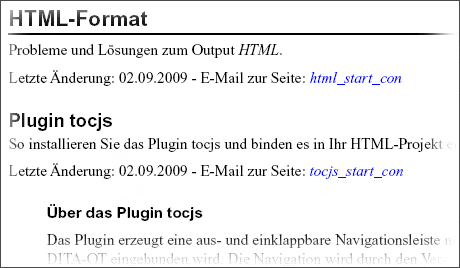 HTML-Format
Probleme und Lösungen zum Output HTML.
Letzte Änderung: 02.09.2009 - E-Mail zur Seite: html_start_con
Plugin tocjs
So installieren Sie das Plugin tocjs und binden es in Ihr HTML-Projekt
Letzte Änderung: 02.09.2009 - E-Mail zur Seite: tocjs_start_con
Über das Plugin tocjs
Das Plugin erzeugt eine aus- und einklappbare Navigationsleiste
DITA-OT eingebunden wird. Die Navigation wird durch den Ver-